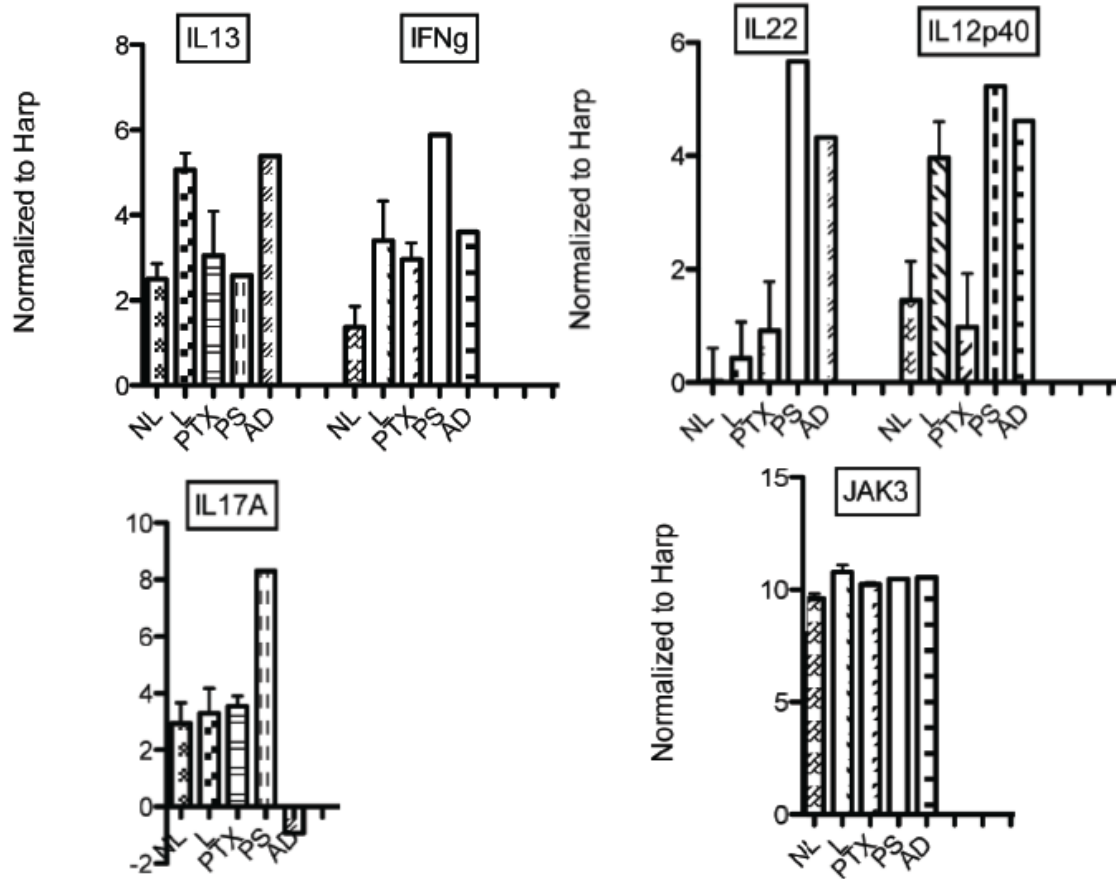 IL13
IFNg
Normalized to Harp
8
6
4
2
0
NL
L
PTX
PS
AD
NL
L
PTX
PS
AD
IL22
IL12p40
Normalized to Harp
6
4
2
0
NL
L
PTX
PS
AD
NL
L
PTX
PS
AD
IL17A
10
8
6
4
2
0
-2
NL
L
PTX
PS
AD
JAK3
Normalized to Harp
15
10
5
0
NL
L
PTX
PS
AD